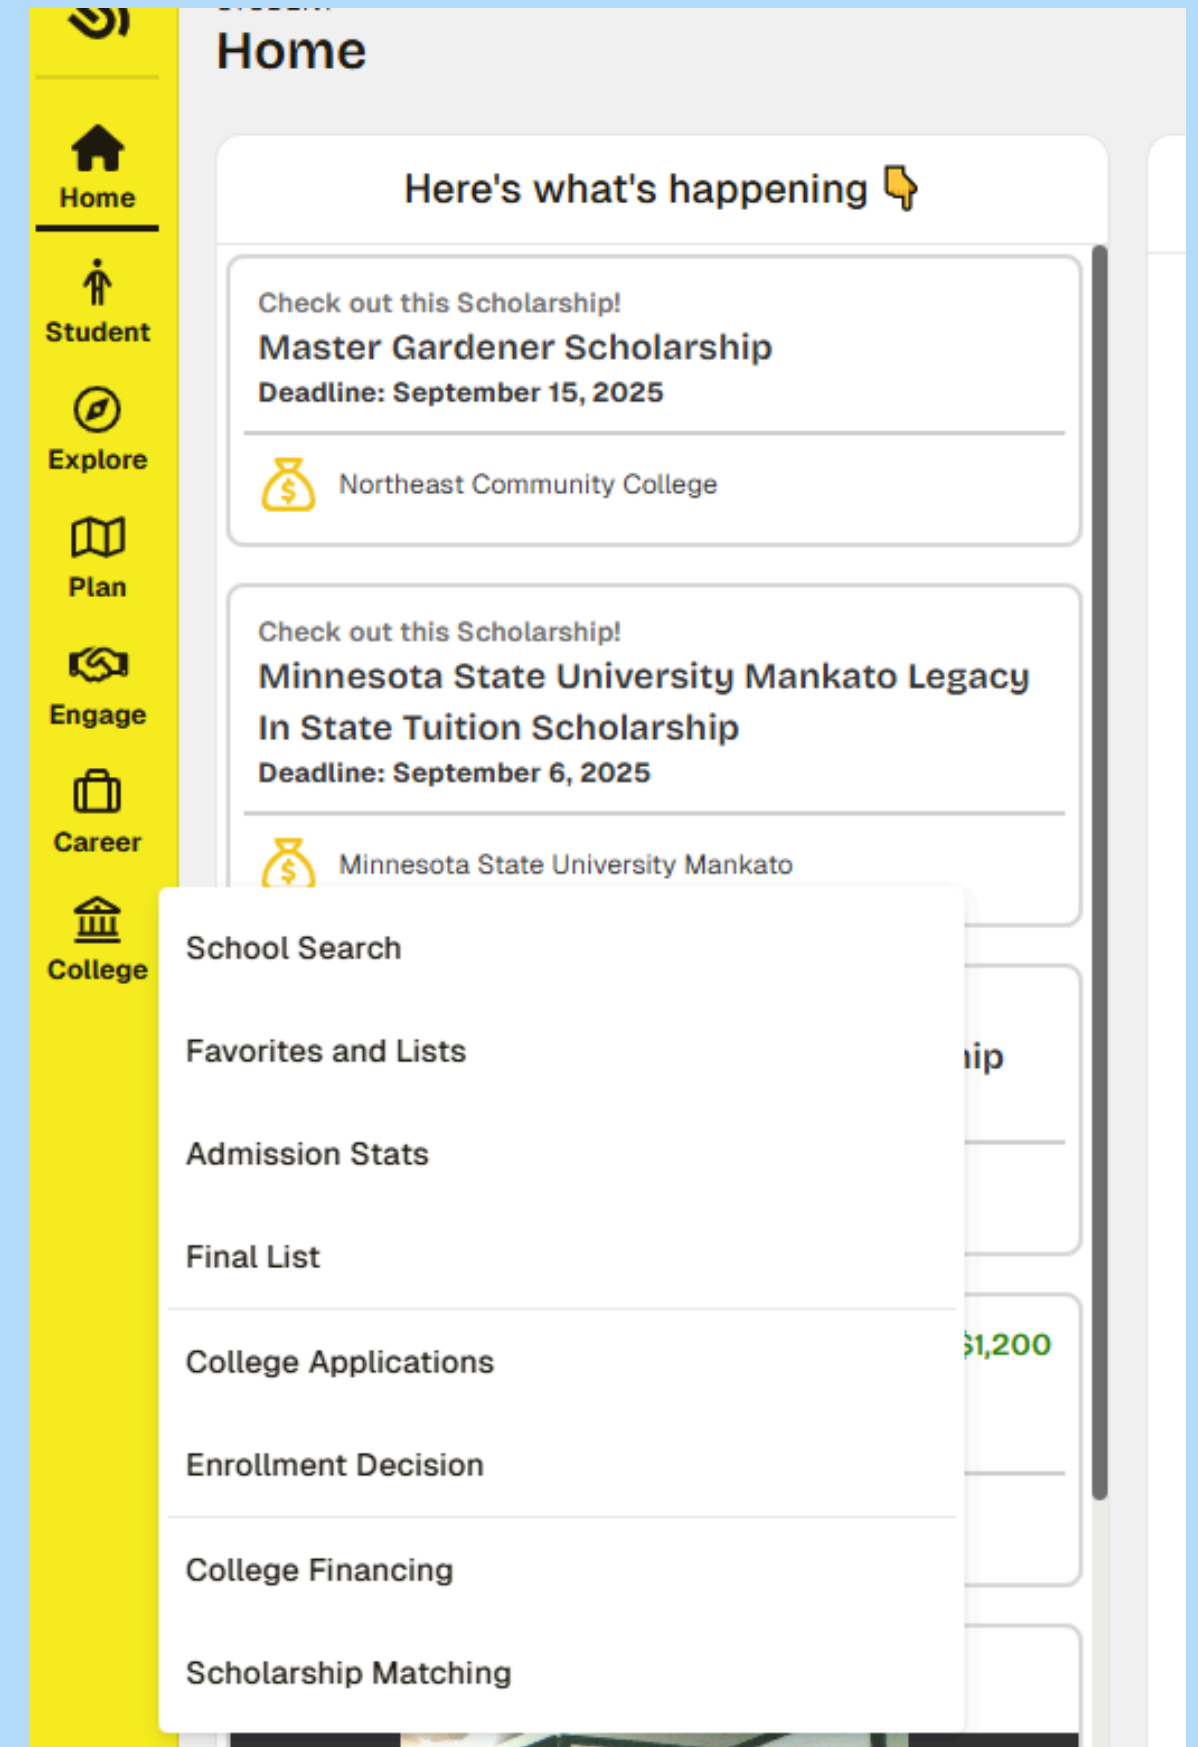 Home
Home
Student
Explore
Plan
Engage
Career
College
Here's what's happening 👇
Check out this Scholarship!
Master Gardener Scholarship
Deadline: September 15, 2025
Northeast Community College
Check out this Scholarship!
Minnesota State University Mankato Legacy
In State Tuition Scholarship
Deadline: September 6, 2025
Minnesota State University Mankato
School Search
Favorites and Lists
Admission Stats
Final List
College Applications
Enrollment Decision
College Financing
Scholarship Matching
$1,200